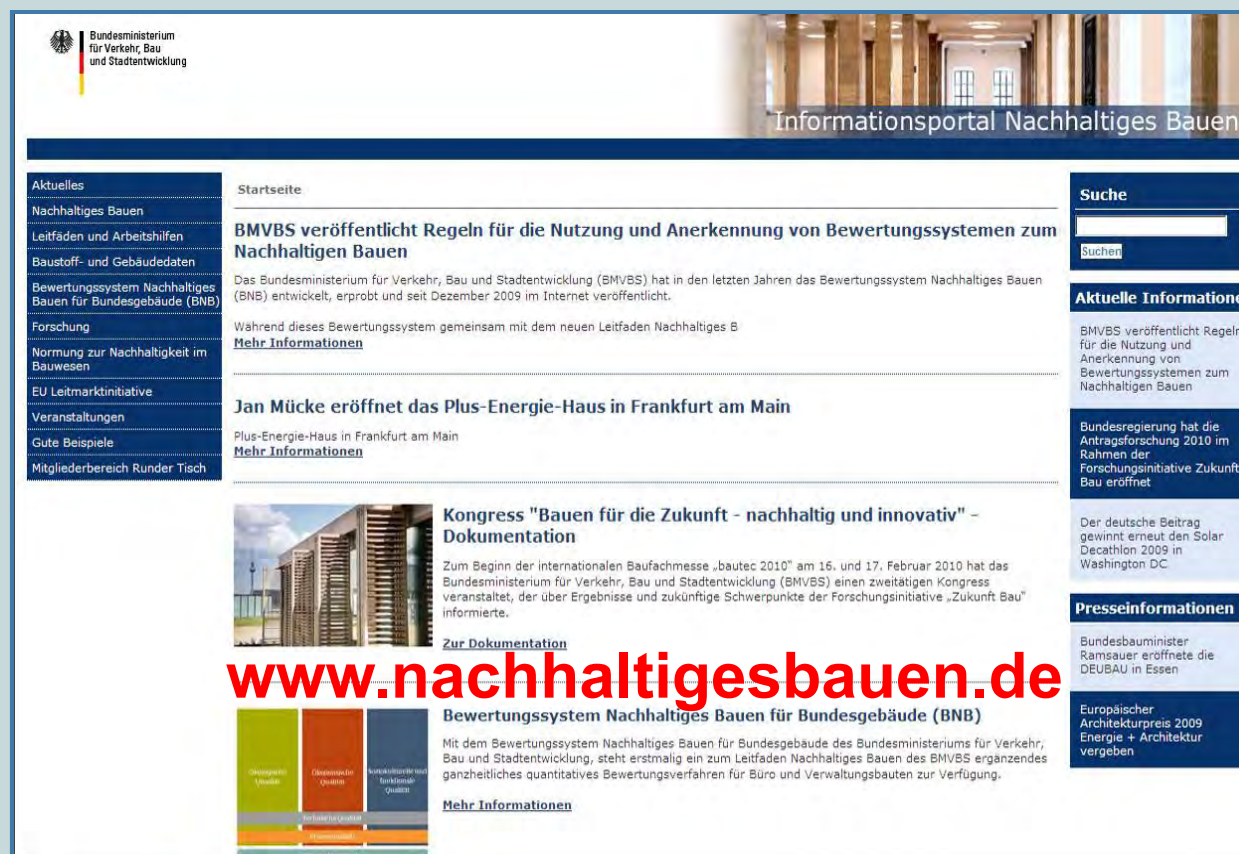 Bundesministerium
für Verkehr, Bau
und Stadtentwicklung
Informationsportal Nachhaltiges Bauen
Aktuelles
Nachhaltiges Bauen
Leitfäden und Arbeitshilfen
Baustoff- und Gebäudedaten
Bewertungssystem Nachhaltiges
Bauen für Bundesgebäude (BNB)
Forschung
Normung zur Nachhaltigkeit im
Bauwesen
EU Leitmarktinitiative
Veranstaltungen
Gute Beispiele
Mitgliederbereich Runder Tisch
Startseite
BMVBS veröffentlicht Regeln für die Nutzung und Anerkennung von Bewertungssystemen zum
Nachhaltigen Bauen
Das Bundesministerium für Verkehr, Bau und Stadtentwicklung (BMVBS) hat in den letzten Jahren das Bewertungssystem Nachhaltiges Bauen
(BNB) entwickelt, erprobt und seit Dezember 2009 im Internet veröffentlicht.
Während dieses Bewertungssystem gemeinsam mit dem neuen Leitfaden Nachhaltiges B
Mehr Informationen
Jan Mücke eröffnet das Plus-Energie-Haus in Frankfurt am Main
Plus-Energie-Haus in Frankfurt am Main
Mehr Informationen
Kongress "Bauen für die Zukunft - nachhaltig und innovativ" -
Dokumentation
Zum Beginn der internationalen Baufachmesse „bautec 2010" am 16. und 17. Februar 2010 hat das
Bundesministerium für Verkehr, Bau und Stadtentwicklung (BMVBS) einen zweitätigen Kongress
veranstaltet, der über Ergebnisse und zukünftige Schwerpunkte der Forschungsinitiative „Zukunft Bau"
informierte.
Zur Dokumentation
www.nachhaltigesbauen.de
Bewertungssystem Nachhaltiges Bauen für Bundesgebäude (BNB)
Mit dem Bewertungssystem Nachhaltiges Bauen für Bundesgebäude des Bundesministeriums für Verkehr,
Bau und Stadtentwicklung, steht erstmalig ein zum Leitfaden Nachhaltiges Bauen des BMVBS ergänzendes
ganzheitliches quantitatives Bewertungsverfahren für Büro und Verwaltungsbauten zur Verfügung.
Mehr Informationen
Ökologische
Qualität
Ökonomische
Qualität
Soziokulturelle und
funktionale
Qualität
Technische Qualität
Suche
Suchen
Aktuelle Informatione
BMVBS veröffentlicht Regeln
für die Nutzung und
Anerkennung von
Bewertungssystemen zum
Nachhaltigen Bauen
Bundesregierung hat die
Antragsforschung 2010 im
Rahmen der
Forschungsinitiative Zukunft
Bau eröffnet
Der deutsche Beitrag
gewinnt erneut den Solar
Decathlon 2009 in
Washington DC
Presseinformationen
Bundesbauminister
Ramsauer eröffnete die
DEUBAU in Essen
Europäischer
Architekturpreis 2009
Energie + Architektur
vergeben